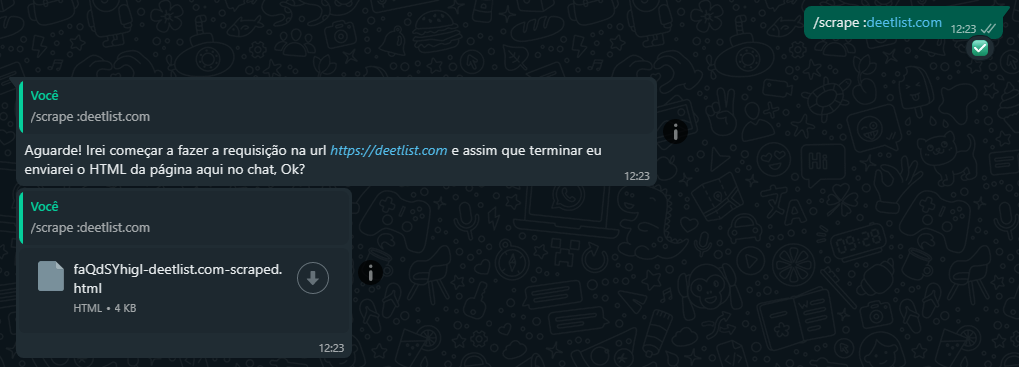 /scrape :deetlist.com
12:23
Você
/scrape :deetlist.com
Aguarde! Irei começar a fazer a requisição na url https://deetlist.com e assim que terminar eu
enviarei o HTML da página aqui no chat, Ok?
12:23
Você
/scrape :deetlist.com
faQdSYhigI-deetlist.com-scraped.
html
HTML • 4 KB
12:23